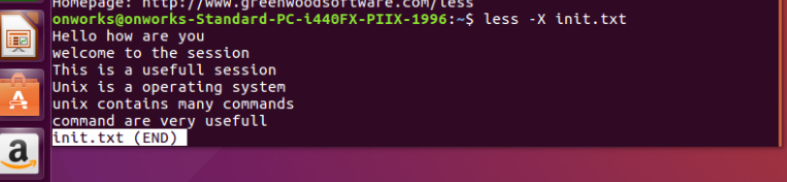 Homepage: http://www.greenwoodsoftware.com/less
onworks@onworks-Standard-PC-i440FX-PIIX-1996:~$ less -X init.txt
Hello how are you
welcome to the session
This is a usefull session
Unix is a operating system
unix contains many commands
command are very usefull
init.txt (END)